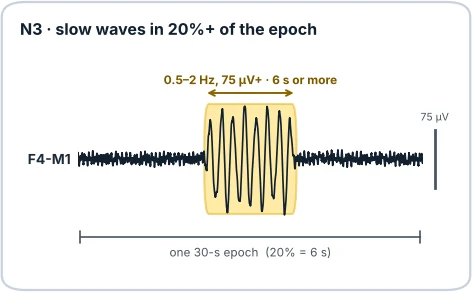 N3 · slow waves in 20%+ of the epoch
0.5–2 Hz, 75 µV+ · 6 s or more
75 µV
F4-M1
one 30-s epoch (20% = 6 s)